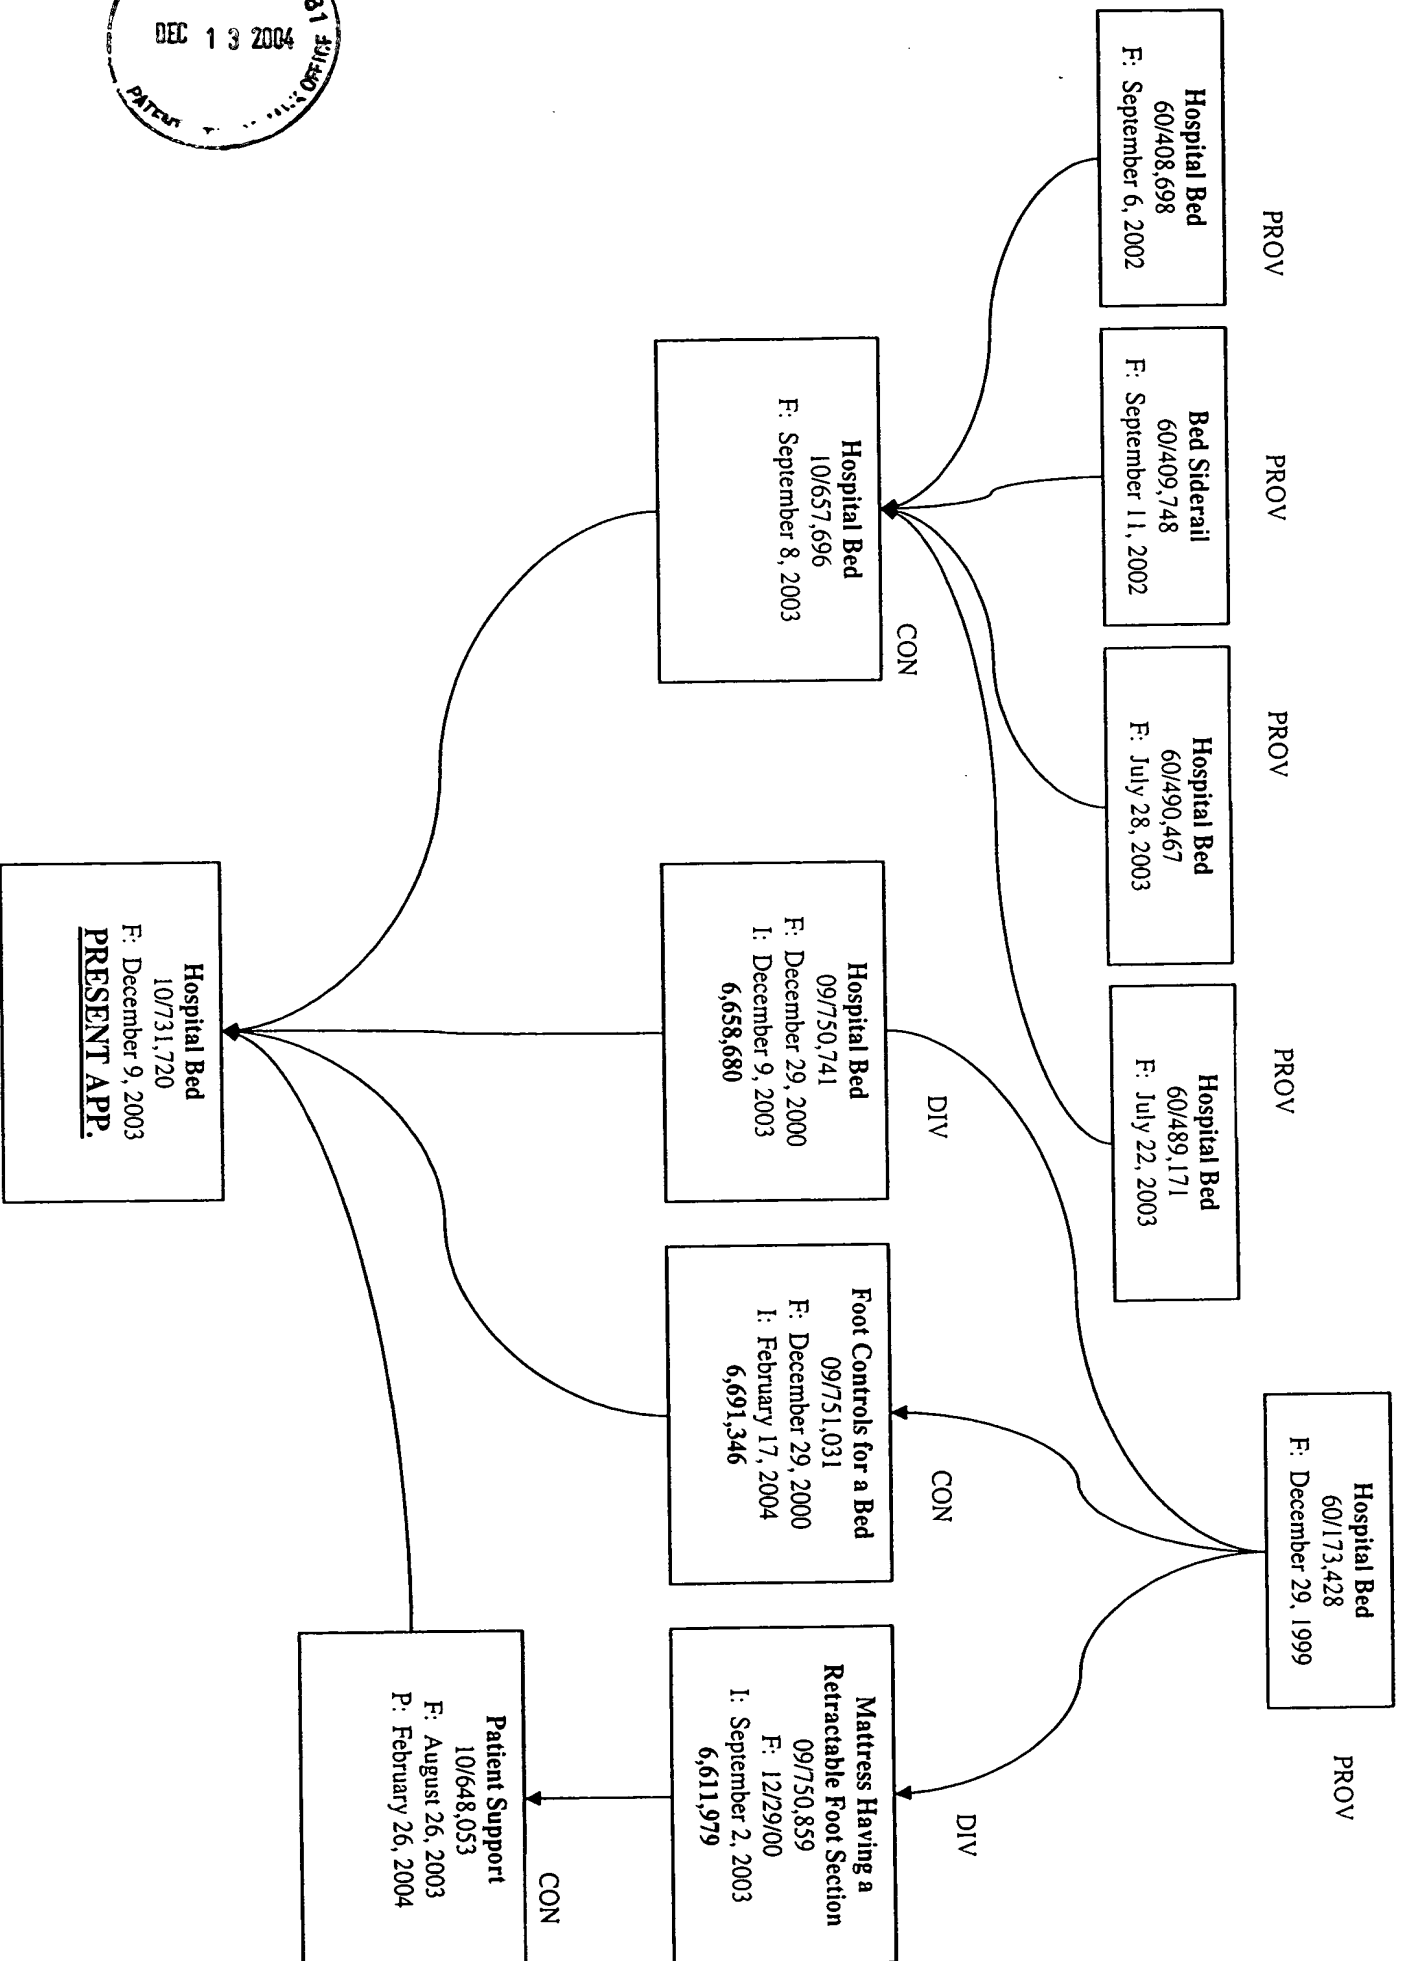 PROV
Hospital Bed
60/408,698
F: September 6, 2002
PROV
Bed Siderail
60/409,748
F: September 11, 2002
PROV
Hospital Bed
60/490,467
F: July 28, 2003
PROV
Hospital Bed
60/489,171
F: July 22, 2003
PROV
Hospital Bed
60/173,428
F: December 29, 1999
CON
Hospital Bed
10/657,696
F: September 8, 2003
DIV
Hospital Bed
09/750,741
F: December 29, 2000
I: December 9, 2003
6,658,680
CON
Foot Controls for a Bed
09/751,031
F: December 29, 2000
I: February 17, 2004
6,691,346
DIV
Mattress Having a
Retractable Foot Section
09/750,859
F: 12/29/00
I: September 2, 2003
6,611,979
CON
Patient Support
10/648,053
F: August 26, 2003
P: February 26, 2004
Hospital Bed
10/731,720
F: December 9, 2003
PRESENT APP.
DEC 13 2004